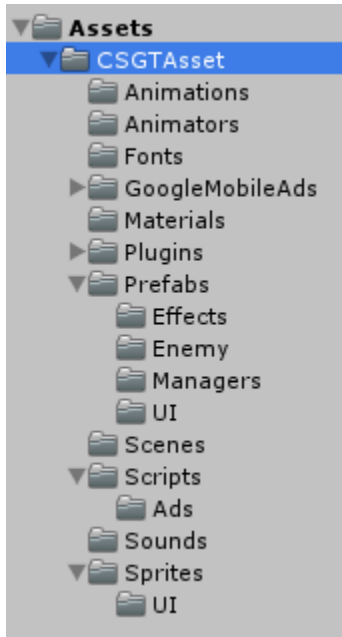 Assets
CSGTAsset
Animations
Animators
Fonts
GoogleMobileAds
Materials
Plugins
Prefabs
Effects
Enemy
Managers
UI
Scenes
Scripts
Ads
Sounds
Sprites
UI